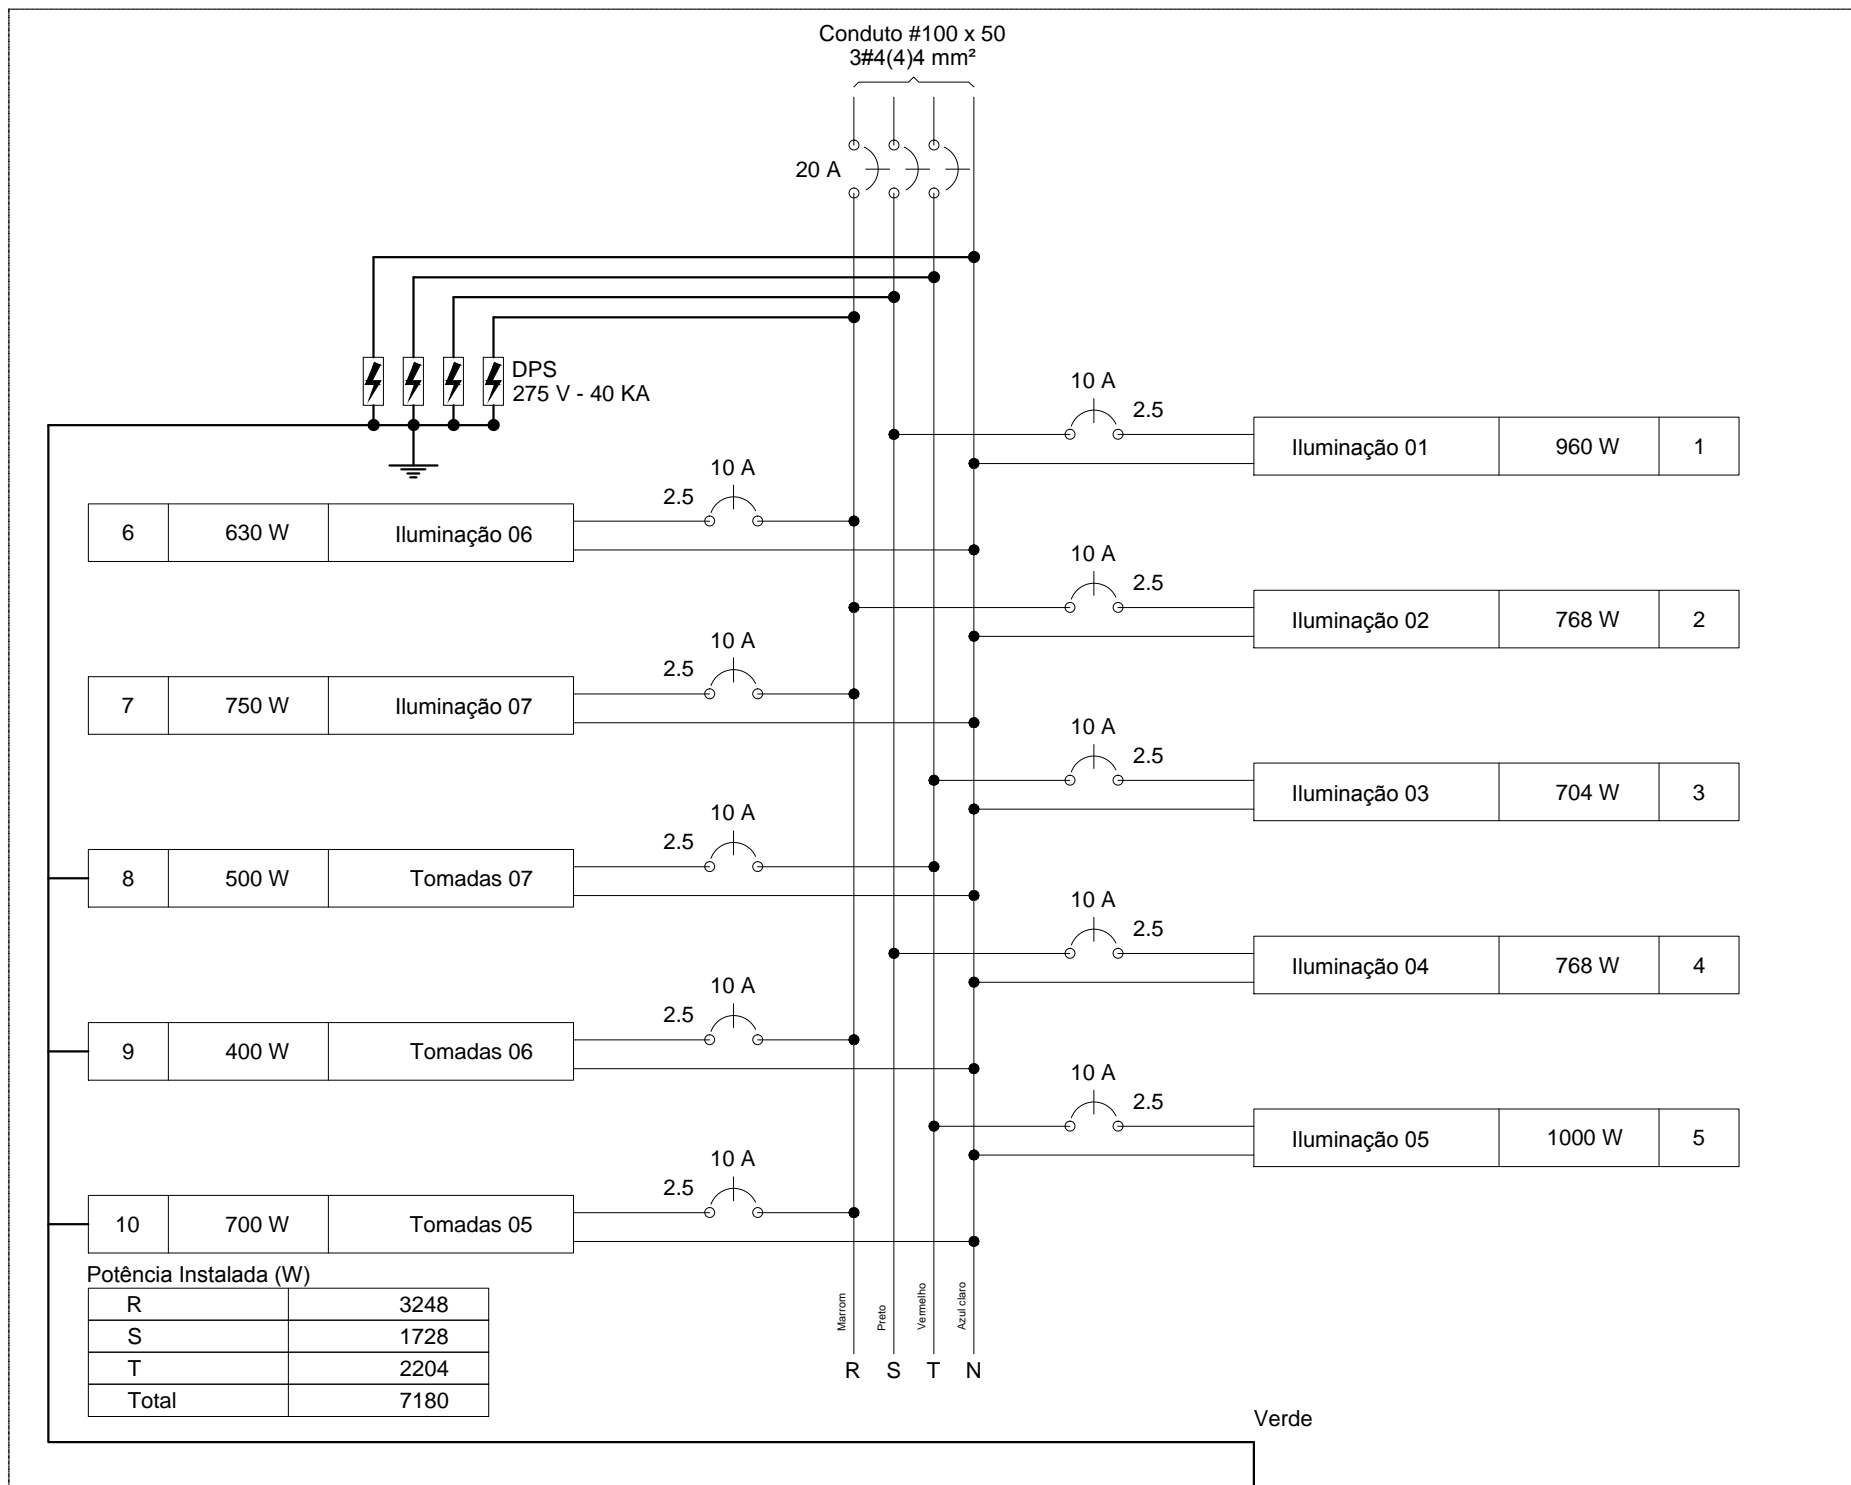 Conduto #100 x 50
3#4(4)4 mm²
20 A
DPS
275 V - 40 KA
10 A
2.5
Iluminação 01 960 W 1
10 A
2.5
6 630 W Iluminação 06
10 A
2.5
Iluminação 02 768 W 2
10 A
2.5
7 750 W Iluminação 07
10 A
2.5
Iluminação 03 704 W 3
10 A
2.5
8 500 W Tomadas 07
10 A
2.5
Iluminação 04 768 W 4
10 A
2.5
9 400 W Tomadas 06
10 A
2.5
Iluminação 05 1000 W 5
10 A
2.5
10 700 W Tomadas 05
Potência Instalada (W)
R 3248
S 1728
T 2204
Total 7180
Marrom
Preto
Vermelho
Azul claro
R S T N
Verde